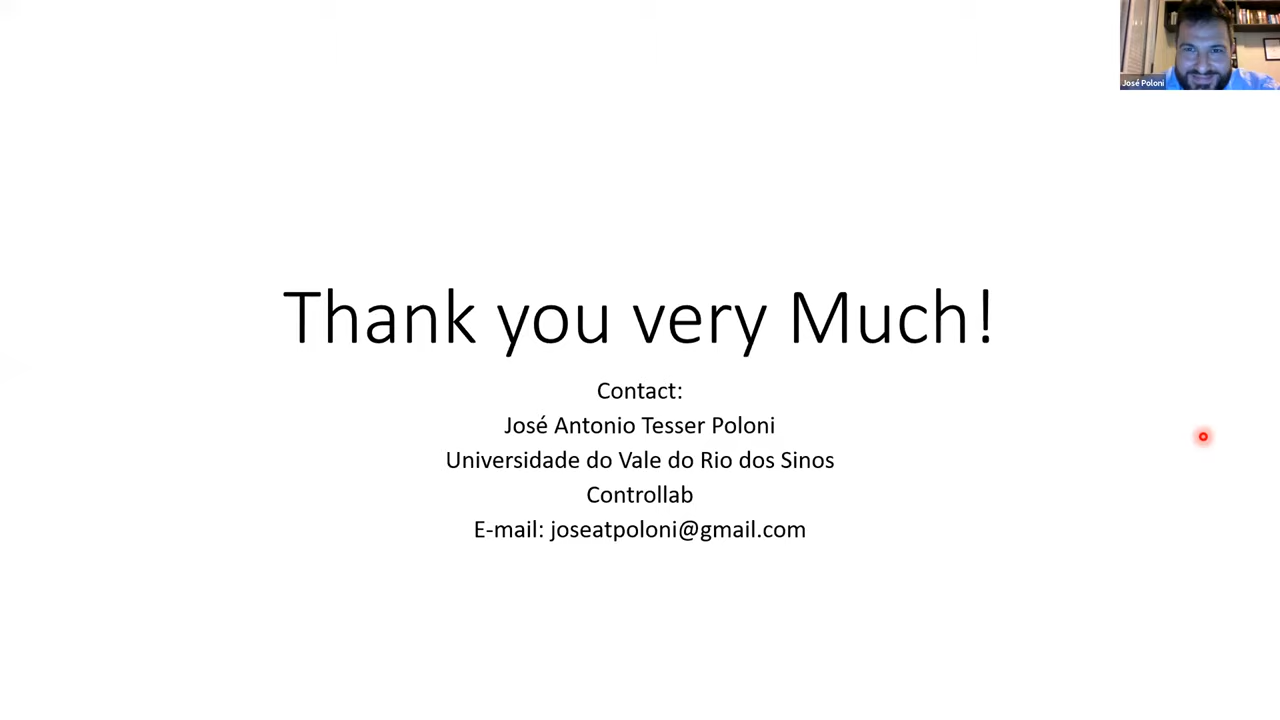 José Poloni
Thank you very Much!
Contact:
José Antonio Tesser Poloni
Universidade do Vale do Rio dos Sinos
Controllab
E-mail: joseatpoloni@gmail.com